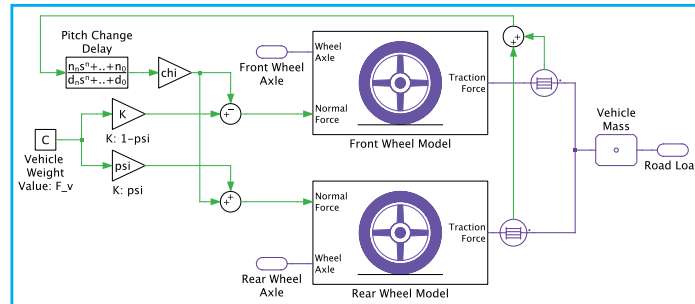 Pitch Change
Delay
nₙsⁿ+..+n₀
dₙsⁿ+..+d₀
chi
K
K: 1-psi
C
Vehicle
Weight
Value: F_v
psi
K: psi
Front Wheel
Axle
Wheel
Axle
Normal
Force
Traction
Force
Front Wheel Model
Vehicle
Mass
Road Loa
Normal
Force
Wheel
Axle
Traction
Force
Rear Wheel
Axle
Rear Wheel Model